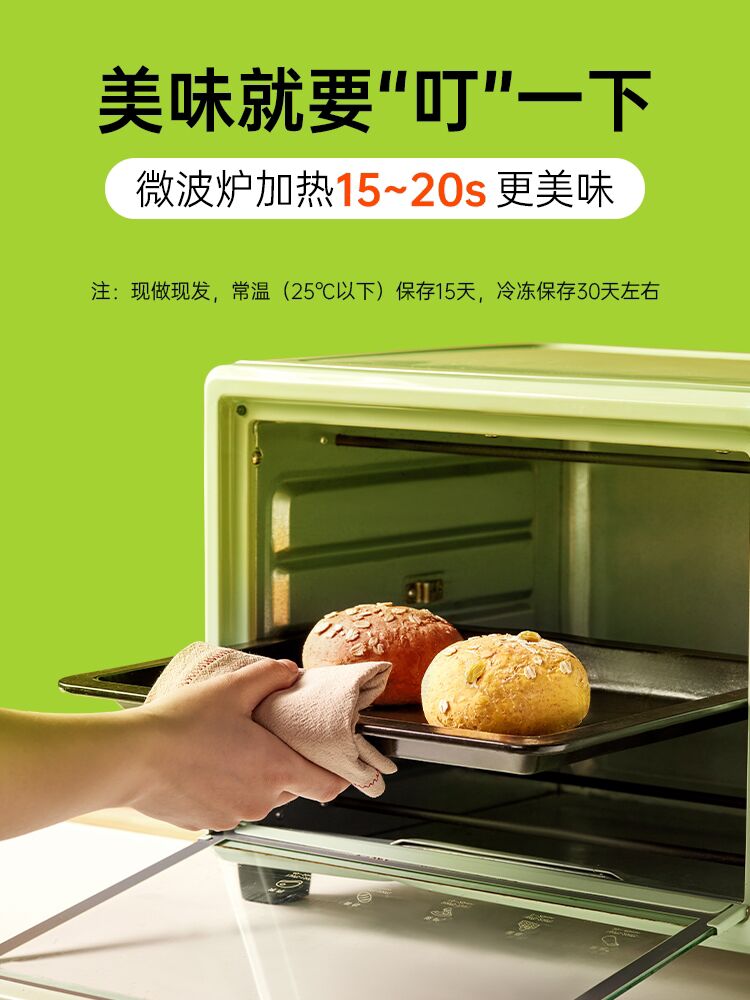 美味就要“叮”一下
微波炉加热15~20s 更美味
注：现做现发，常温（25℃以下）保存15天，冷冻保存30天左右